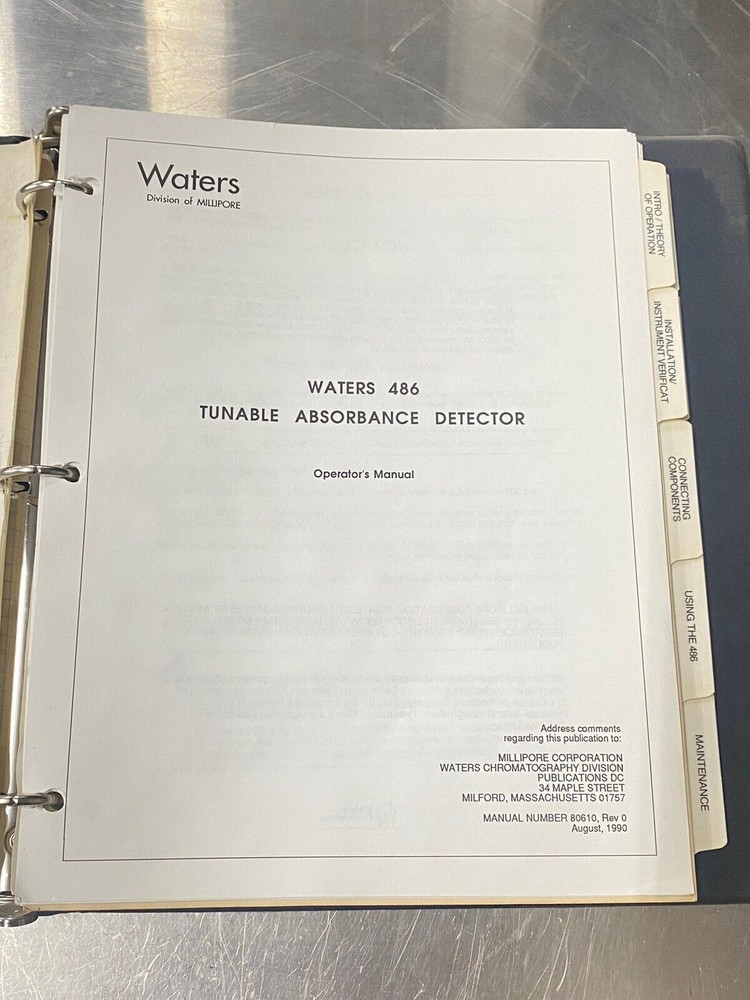 Waters
Division of MILLIPORE
WATERS 486
TUNABLE ABSORBANCE DETECTOR
Operator's Manual
Address comments
regarding this publication to:
MILLIPORE CORPORATION
WATERS CHROMATOGRAPHY DIVISION
PUBLICATIONS DC
34 MAPLE STREET
MILFORD, MASSACHUSETTS 01757
MANUAL NUMBER 80610, Rev 0
August, 1990
INTRO / THEORY
OF OPERATION
INSTALLATION/
INSTRUMENT VERIFICAT
CONNECTING
COMPONENTS
USING THE 486
MAINTENANCE